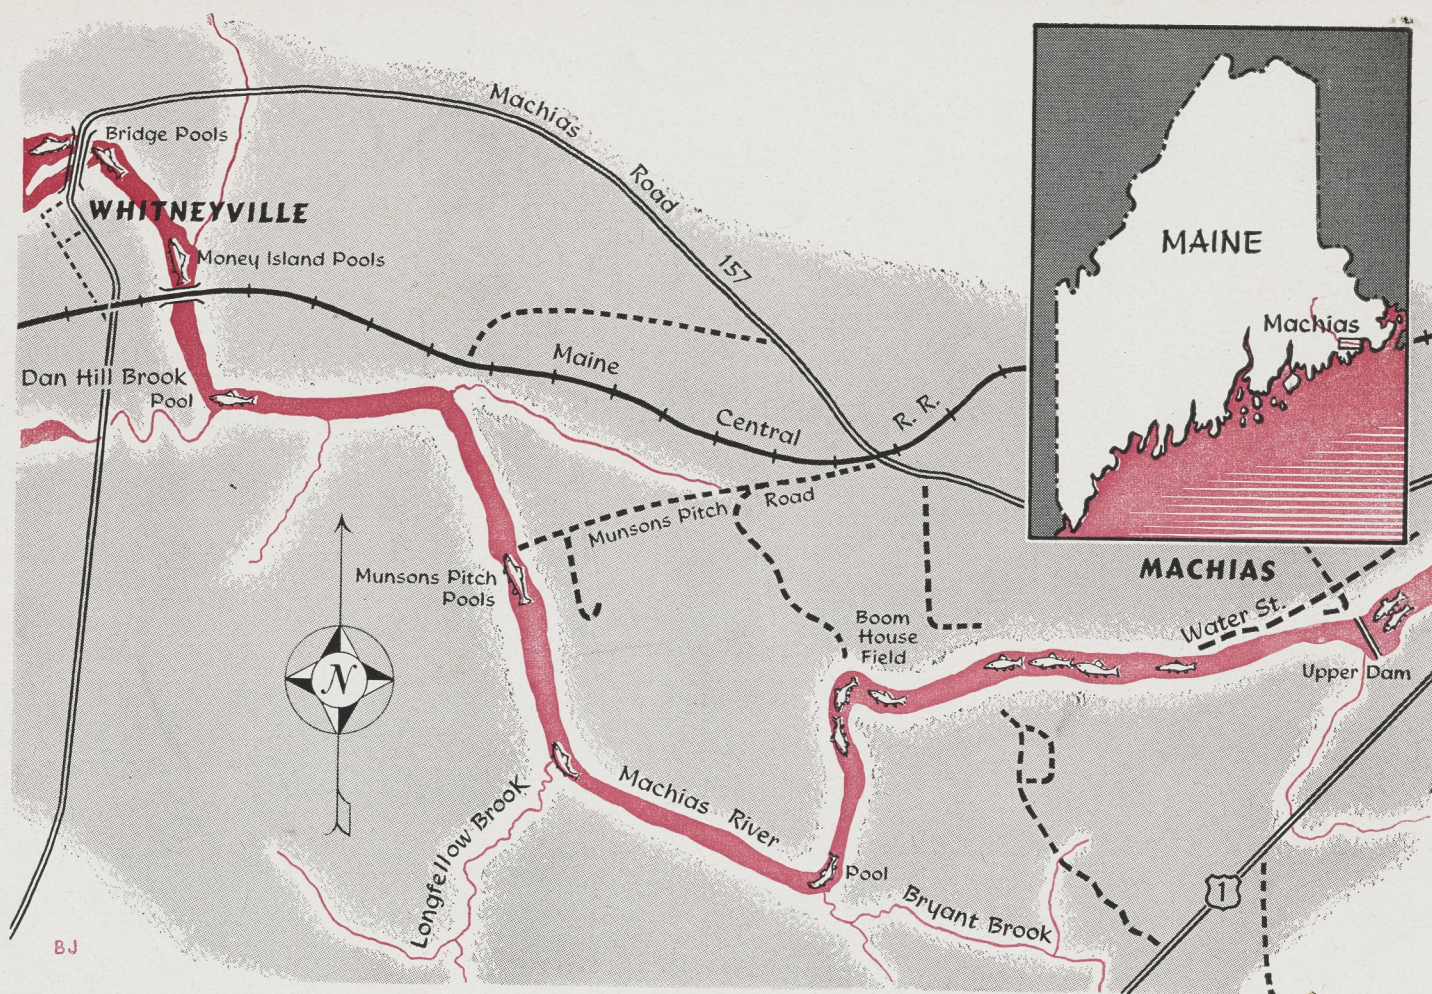 Machias
Road
157
Bridge Pools
WHITNEYVILLE
Money Island Pools
MAINE
Machias
Dan Hill Brook
Pool
Maine
Central
R. R.
Munsons Pitch
Road
Munsons Pitch
Pools
N
MACHIAS
Water St.
Boom
House
Field
Upper Dam
Machias River
Longfellow Brook
Pool
Bryant Brook
1
BJ